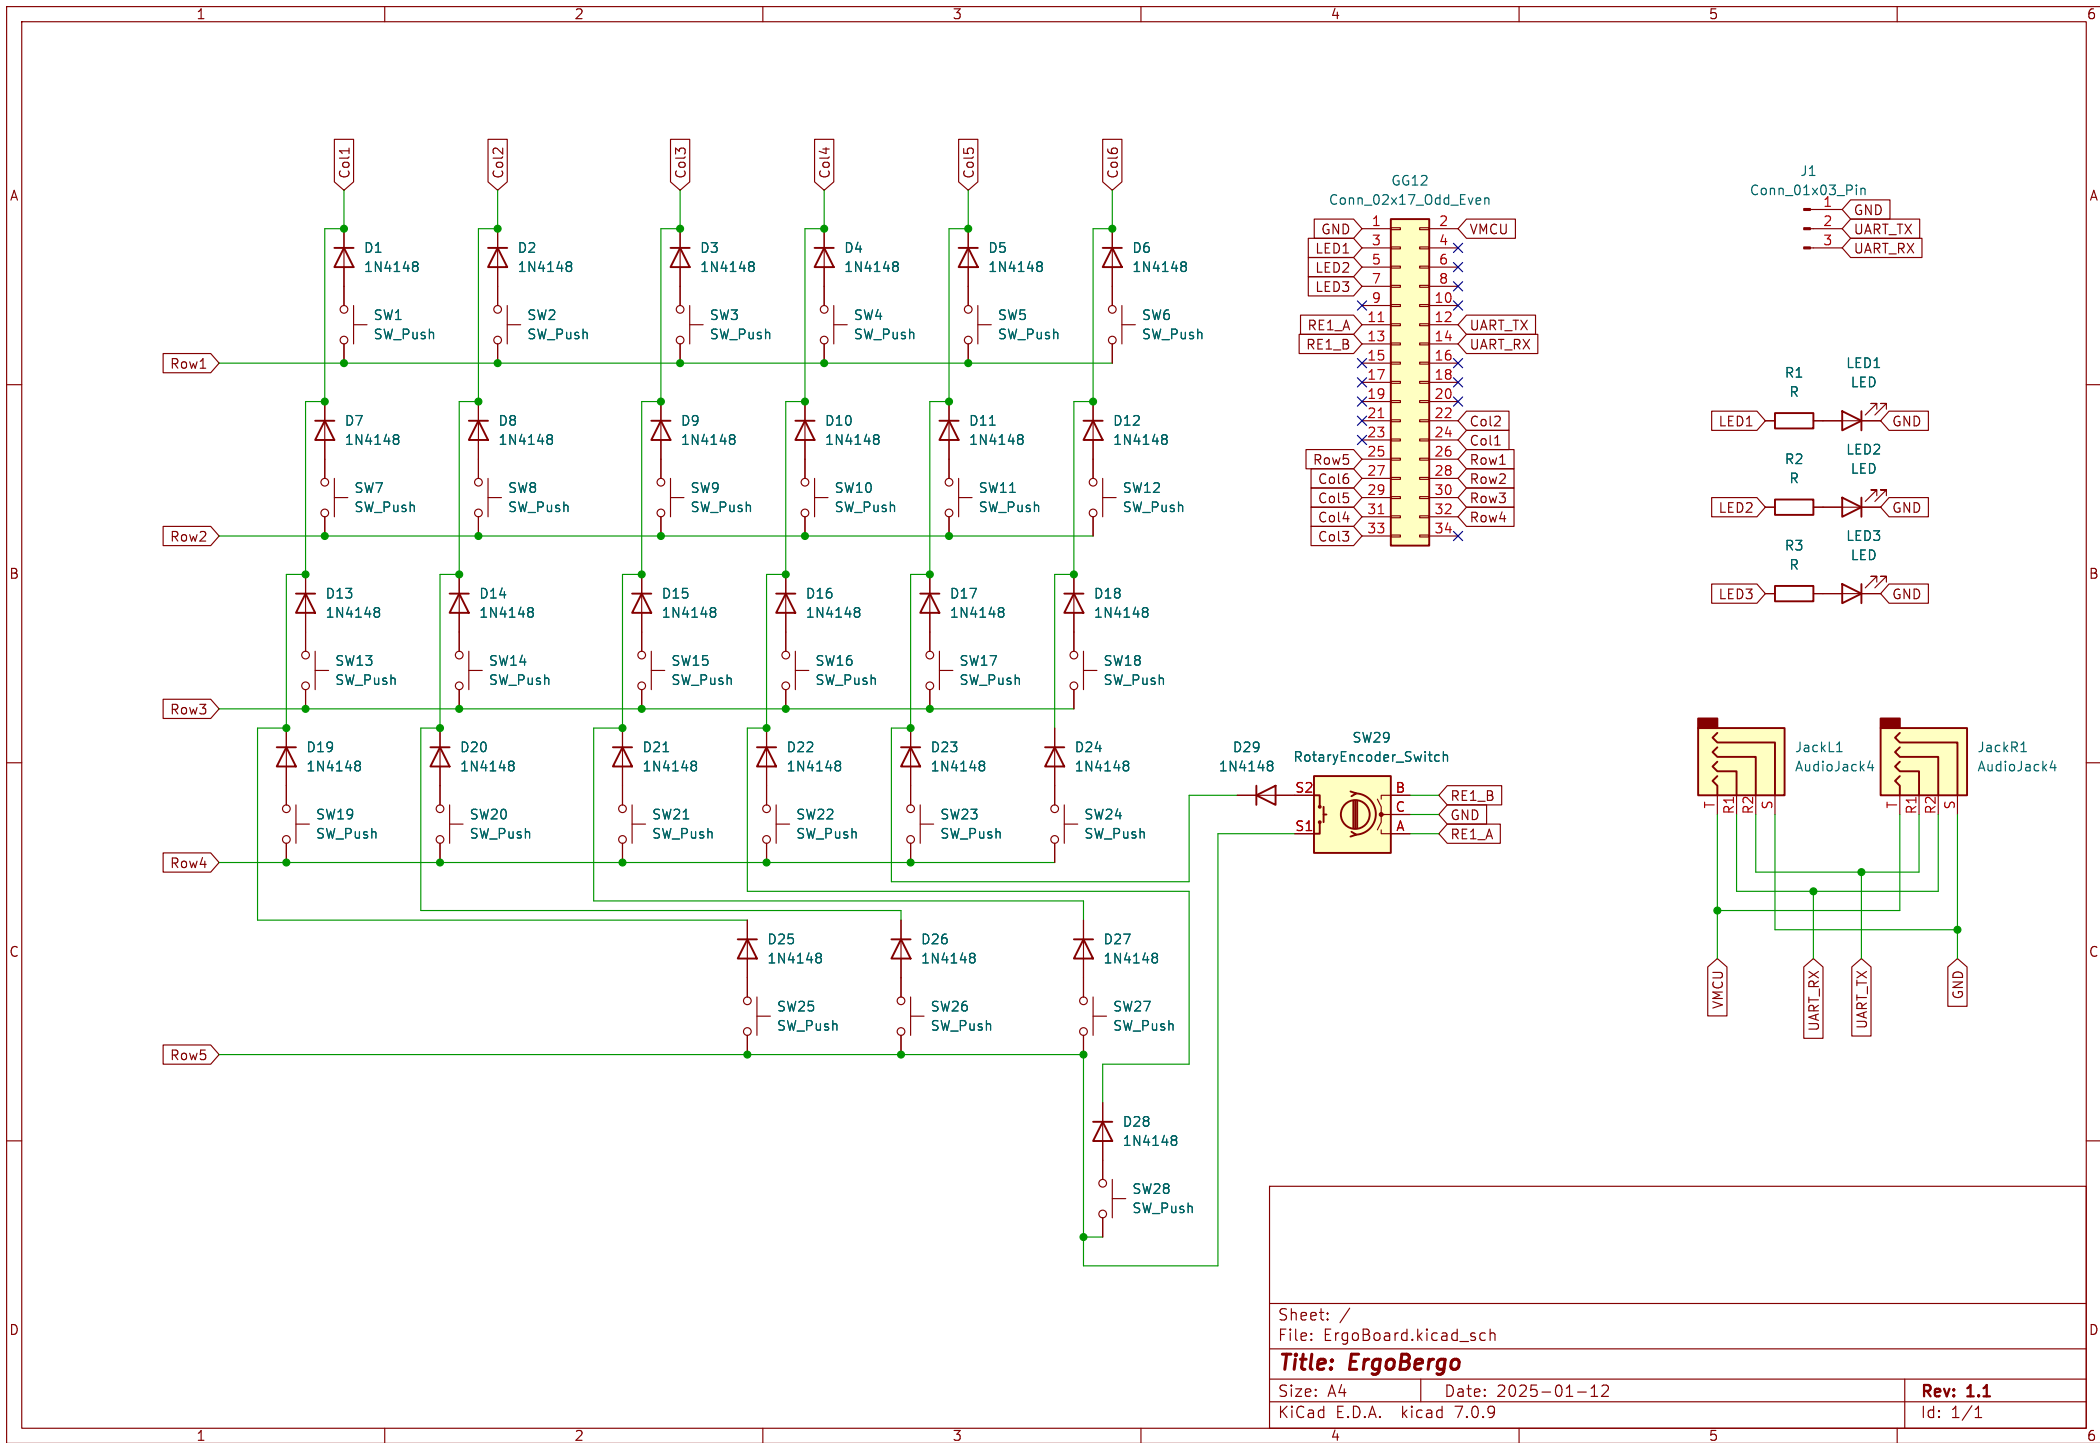 1 2 3 4 5 6
Col1 Col2 Col3 Col4 Col5 Col6
A A
D1 D2 D3 D4 D5 D6
1N4148 1N4148 1N4148 1N4148 1N4148 1N4148
SW1 SW2 SW3 SW4 SW5 SW6
SW_Push SW_Push SW_Push SW_Push SW_Push SW_Push
Row1
D7 D8 D9 D10 D11 D12
1N4148 1N4148 1N4148 1N4148 1N4148 1N4148
SW7 SW8 SW9 SW10 SW11 SW12
SW_Push SW_Push SW_Push SW_Push SW_Push SW_Push
Row2
B B
D13 D14 D15 D16 D17 D18
1N4148 1N4148 1N4148 1N4148 1N4148 1N4148
SW13 SW14 SW15 SW16 SW17 SW18
SW_Push SW_Push SW_Push SW_Push SW_Push SW_Push
Row3
D19 D20 D21 D22 D23 D24
1N4148 1N4148 1N4148 1N4148 1N4148 1N4148
SW19 SW20 SW21 SW22 SW23 SW24
SW_Push SW_Push SW_Push SW_Push SW_Push SW_Push
Row4
C C
D25 D26 D27
1N4148 1N4148 1N4148
SW25 SW26 SW27
SW_Push SW_Push SW_Push
Row5
D28
1N4148
SW28
SW_Push
GG12
Conn_02x17_Odd_Even
GND 1 2 VMCU
LED1 3 4
LED2 5 6
LED3 7 8
9 10
RE1_A 11 12 UART_TX
RE1_B 13 14 UART_RX
15 16
17 18
19 20
21 22 Col2
23 24 Col1
Row5 25 26 Row1
Col6 27 28 Row2
Col5 29 30 Row3
Col4 31 32 Row4
Col3 33 34
J1
Conn_01x03_Pin
1 GND
2 UART_TX
3 UART_RX
R1 LED1
R LED
LED1 GND
R2 LED2
R LED
LED2 GND
R3 LED3
R LED
LED3 GND
D29 SW29
1N4148 RotaryEncoder_Switch
S2 B RE1_B
C GND
S1 A RE1_A
JackL1 JackR1
AudioJack4 AudioJack4
T R1 R2 S T R1 R2 S
VMCU UART_RX UART_TX GND
D D
Sheet: /
File: ErgoBoard.kicad_sch
Title: ErgoBergo
Size: A4 Date: 2025-01-12 Rev: 1.1
KiCad E.D.A. kicad 7.0.9 Id: 1/1
1 2 3 4 5 6